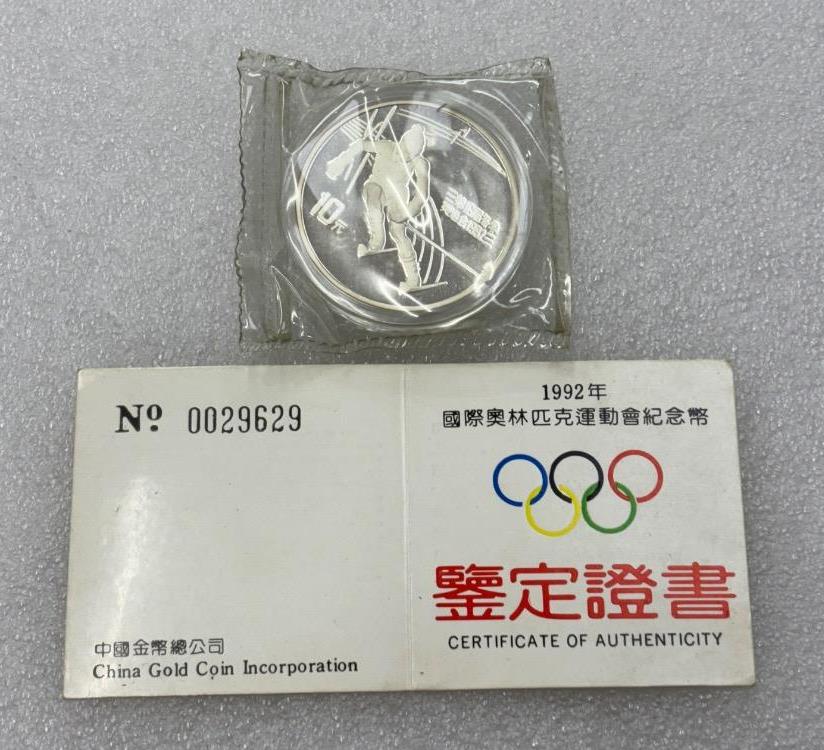 10元
Nº 0029629
中國金幣總公司
China Gold Coin Incorporation
1992年
國際奧林匹克運動會紀念幣
鑒定證書
CERTIFICATE OF AUTHENTICITY